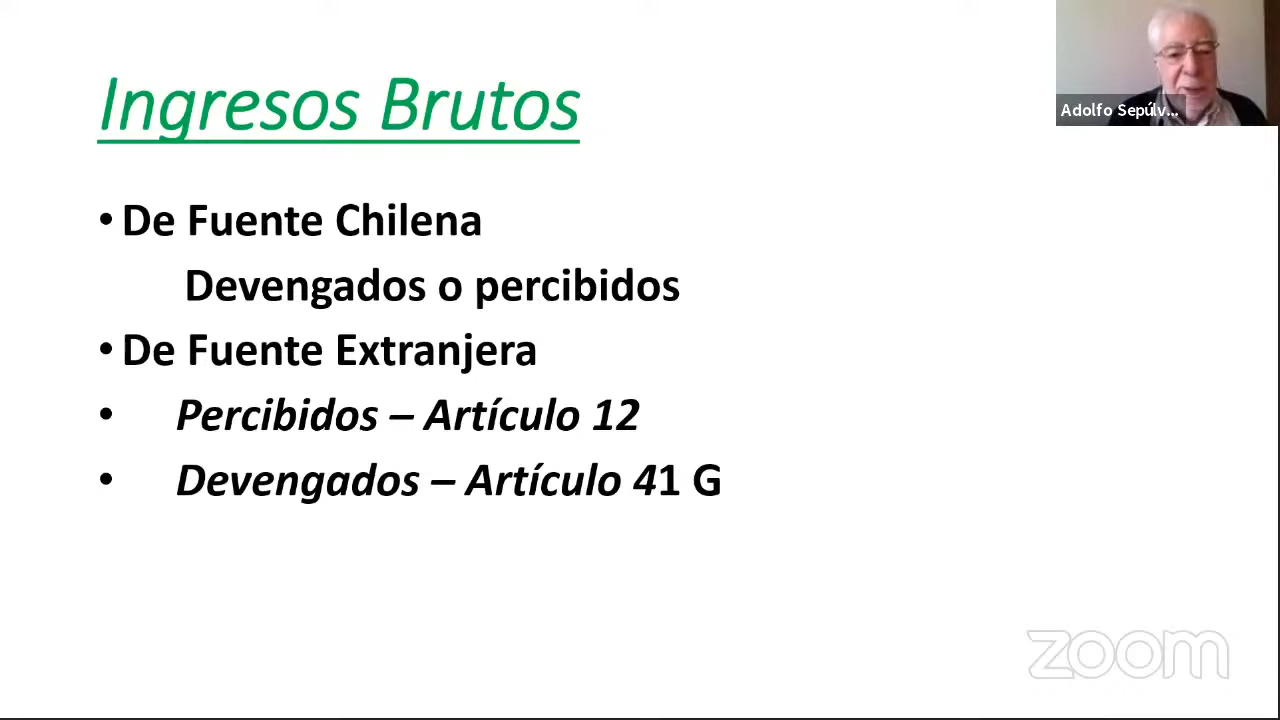 Ingresos Brutos
Adolfo Sepúlv...
• De Fuente Chilena
Devengados o percibidos
• De Fuente Extranjera
• Percibidos – Artículo 12
• Devengados – Artículo 41 G
zoom